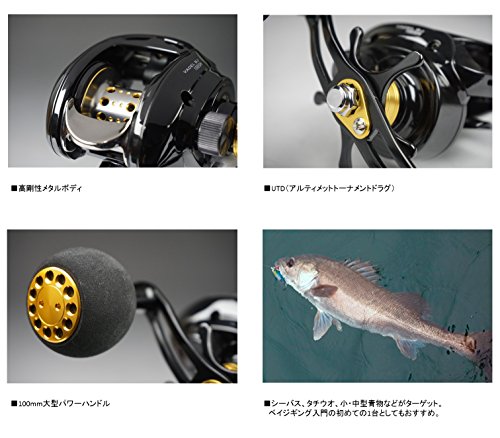 ■高剛性メタルボディ
■UTD(アルティメットトーナメントドラグ)
■100mm大型パワーハンドル
■シーバス、タチウオ、小・中型青物などがターゲット。
ベイジギング入門の初めての1台としてもおすすめ。